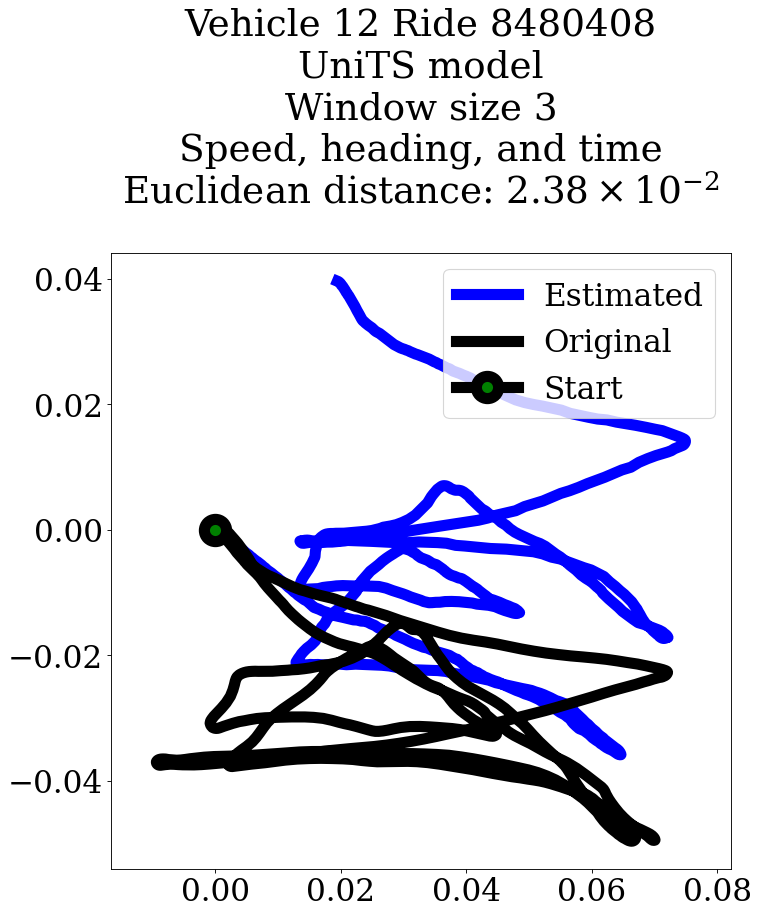 Vehicle 12 Ride 8480408
UniTS model
Window size 3
Speed, heading, and time
Euclidean distance: 2.38 × 10⁻²
0.04
0.02
0.00
−0.02
−0.04
Estimated
Original
Start
0.00 0.02 0.04 0.06 0.08